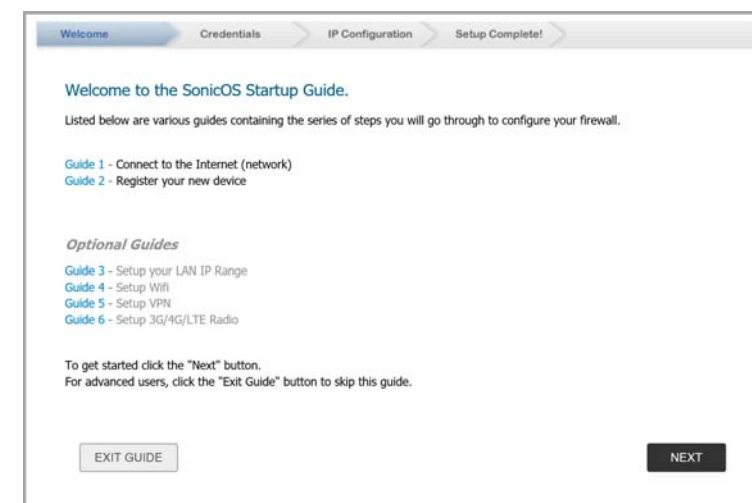 Welcome Credentials IP Configuration Setup Complete!
Welcome to the SonicOS Startup Guide.
Listed below are various guides containing the series of steps you will go through to configure your firewall.
Guide 1 - Connect to the Internet (network)
Guide 2 - Register your new device
Optional Guides
Guide 3 - Setup your LAN IP Range
Guide 4 - Setup Wifi
Guide 5 - Setup VPN
Guide 6 - Setup 3G/4G/LTE Radio
To get started click the "Next" button.
For advanced users, click the "Exit Guide" button to skip this guide.
EXIT GUIDE NEXT